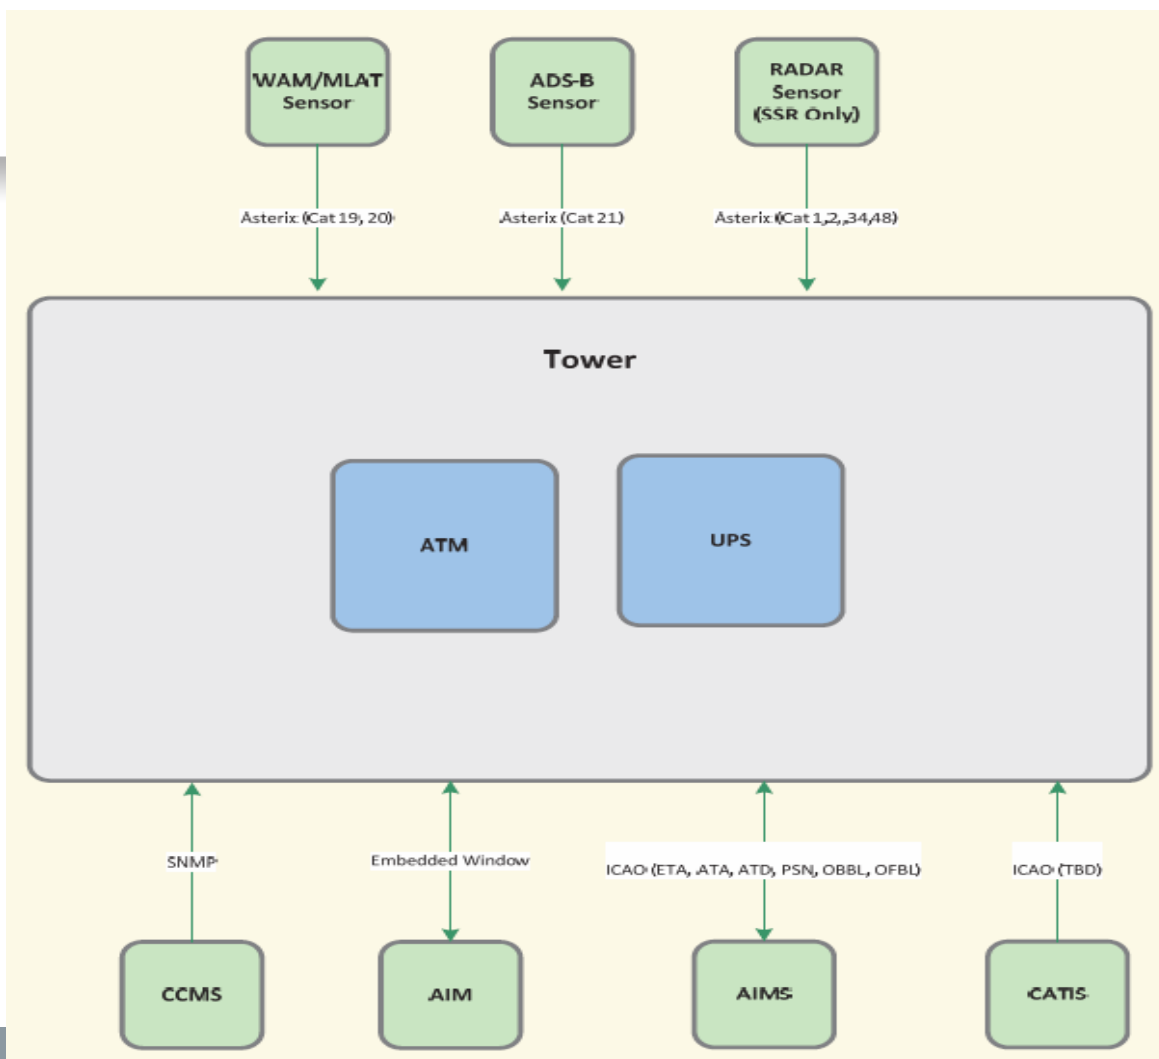 WAM/MLAT
Sensor
ADS-B
Sensor
RADAR
Sensor
(SSR Only)
Asterix (Cat 19, 20)
Asterix (Cat 21)
Asterix (Cat 1,2,,34,48)
Tower
ATM
UPS
SNMP
Embedded Window
ICAO (ETA, ATA, ATD, PSN, OBBL, OFBL)
ICAO (TBD)
CCMS
AIM
AIMS
CATIS